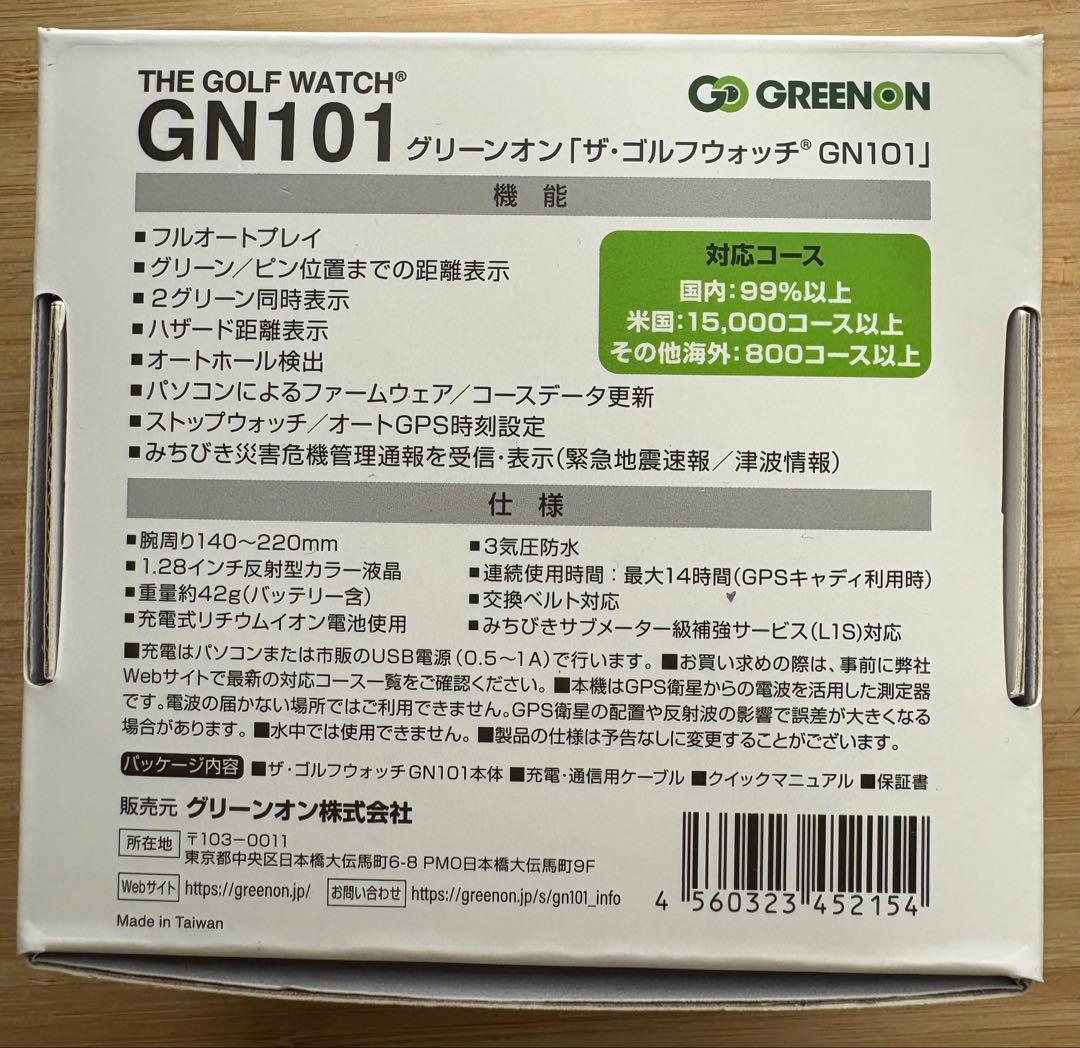 THE GOLF WATCH®
GN101 グリーンオン「ザ・ゴルフウォッチ® GN101」
GO GREENON
機 能
■フルオートプレイ
■グリーン／ピン位置までの距離表示
■2グリーン同時表示
■ハザード距離表示
■オートホール検出
■パソコンによるファームウェア／コースデータ更新
■ストップウォッチ／オートGPS時刻設定
■みちびき災害危機管理通報を受信・表示（緊急地震速報／津波情報）
対応コース
国内：99%以上
米国：15,000コース以上
その他海外：800コース以上
仕 様
■腕周り140〜220mm
■1.28インチ反射型カラー液晶
■重量約42g（バッテリー含）
■充電式リチウムイオン電池使用
■3気圧防水
■連続使用時間：最大14時間（GPSキャディ利用時）
■交換ベルト対応
■みちびきサブメーター級補強サービス（L1S）対応
■充電はパソコンまたは市販のUSB電源（0.5〜1A）で行います。■お買い求めの際は、事前に弊社
Webサイトで最新の対応コース一覧をご確認ください。■本機はGPS衛星からの電波を活用した測定器
です。電波の届かない場所ではご利用できません。GPS衛星の配置や反射波の影響で誤差が大きくなる
場合があります。■水中では使用できません。■製品の仕様は予告なしに変更することがございます。
パッケージ内容 ■ザ・ゴルフウォッチGN101本体 ■充電・通信用ケーブル ■クイックマニュアル ■保証書
販売元 グリーンオン株式会社
所在地 〒103−0011
東京都中央区日本橋大伝馬町6-8 PMO日本橋大伝馬町9F
Webサイト https://greenon.jp/ お問い合わせ https://greenon.jp/s/gn101_info
Made in Taiwan
4 560323 452154